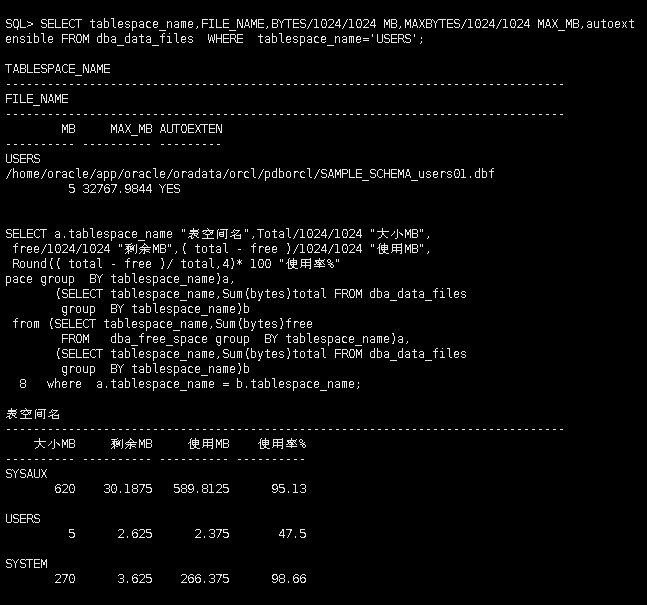 SQL> SELECT tablespace_name,FILE_NAME,BYTES/1024/1024 MB,MAXBYTES/1024/1024 MAX_MB,autoext
ensible FROM dba_data_files  WHERE  tablespace_name='USERS';
TABLESPACE_NAME
--------------------------------------------------------------------------------
FILE_NAME
--------------------------------------------------------------------------------
        MB     MAX_MB AUTOEXTEN
---------- ---------- ---------
USERS
/home/oracle/app/oracle/oradata/orcl/pdborcl/SAMPLE_SCHEMA_users01.dbf
         5 32767.9844 YES
SELECT a.tablespace_name "表空间名",Total/1024/1024 "大小MB",
 free/1024/1024 "剩余MB",( total - free )/1024/1024 "使用MB",
 Round(( total - free )/ total,4)* 100 "使用率%"
pace group  BY tablespace_name)a,
       (SELECT tablespace_name,Sum(bytes)total FROM dba_data_files
        group  BY tablespace_name)b
 from (SELECT tablespace_name,Sum(bytes)free
        FROM   dba_free_space group  BY tablespace_name)a,
       (SELECT tablespace_name,Sum(bytes)total FROM dba_data_files
        group  BY tablespace_name)b
  8   where  a.tablespace_name = b.tablespace_name;
表空间名
--------------------------------------------------------------------------------
    大小MB     剩余MB     使用MB    使用率%
---------- ---------- ---------- ----------
SYSAUX
       620    30.1875   589.8125      95.13
USERS
         5      2.625      2.375       47.5
SYSTEM
       270      3.625    266.375      98.66